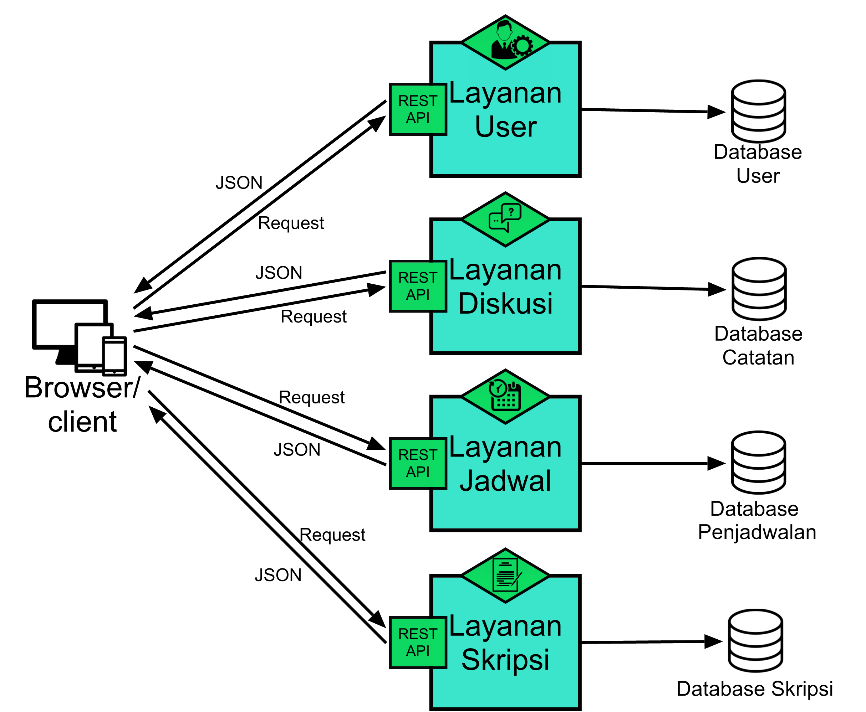 REST
API
Layanan
User
Database
User
JSON
Request
REST
API
Layanan
Diskusi
Database
Catatan
JSON
Request
Browser/
client
REST
API
Layanan
Jadwal
Database
Penjadwalan
Request
JSON
REST
API
Layanan
Skripsi
Database Skripsi
Request
JSON
?